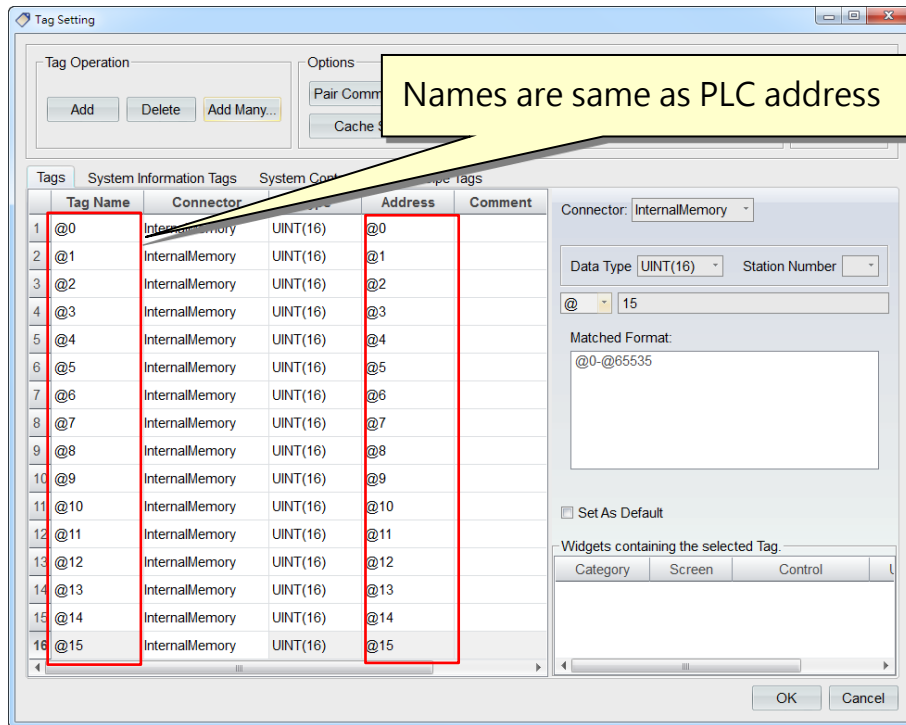 Tag Setting
Tag Operation
Options
Add
Delete
Add Many...
Pair Comm
Cache S
Names are same as PLC address
Tags
System Information Tags
System Cont
Tags
Tag Name
Connector
Address
Comment
1 @0 InternalMemory UINT(16) @0
2 @1 InternalMemory UINT(16) @1
3 @2 InternalMemory UINT(16) @2
4 @3 InternalMemory UINT(16) @3
5 @4 InternalMemory UINT(16) @4
6 @5 InternalMemory UINT(16) @5
7 @6 InternalMemory UINT(16) @6
8 @7 InternalMemory UINT(16) @7
9 @8 InternalMemory UINT(16) @8
10 @9 InternalMemory UINT(16) @9
11 @10 InternalMemory UINT(16) @10
12 @11 InternalMemory UINT(16) @11
13 @12 InternalMemory UINT(16) @12
14 @13 InternalMemory UINT(16) @13
15 @14 InternalMemory UINT(16) @14
16 @15 InternalMemory UINT(16) @15
Connector: InternalMemory
Data Type UINT(16) Station Number
@ 15
Matched Format:
@0-@65535
Set As Default
Widgets containing the selected Tag.
Category Screen Control U
OK Cancel